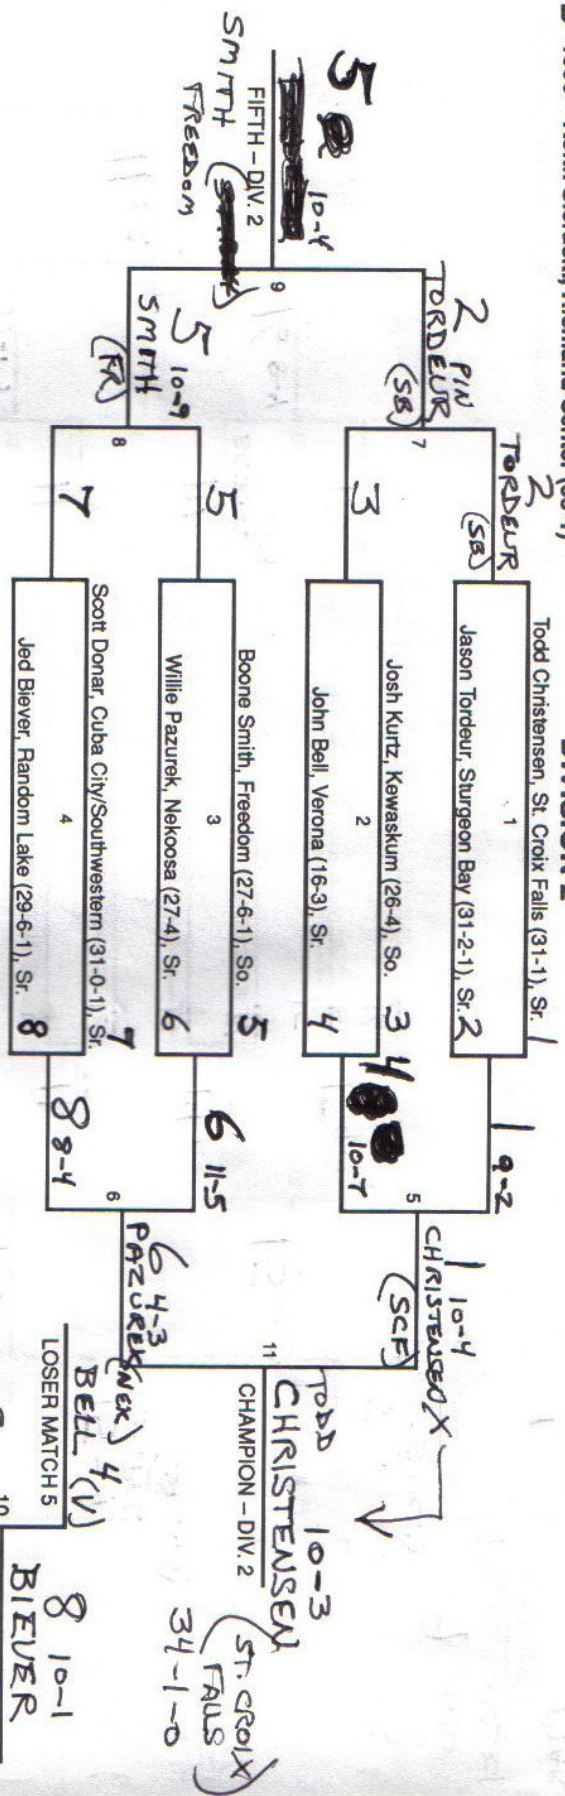 DIVISION 2
5
10-4
FIFTH – DIV. 2
SMITH
FREEDOM
9
2 PIN
TORDEUR
(SB)
5 10-9
SMITH
(FR)
7
8
2
TORDEUR
(SB)
3
5
7
Todd Christensen, St. Croix Falls (31-1), Sr. 1
1
Jason Tordeur, Sturgeon Bay (31-2-1), Sr. 2
Josh Kurtz, Kewaskum (26-4), So. 3
2
John Bell, Verona (16-3), Sr. 4
Boone Smith, Freedom (27-6-1), So. 5
3
Willie Pazurek, Nekoosa (27-4), Sr. 6
Scott Donar, Cuba City/Southwestern (31-0-1), Sr. 7
4
Jed Biever, Random Lake (29-6-1), Sr. 8
1 9-2
4 10-7
6 11-5
8 8-4
5
6
1 10-4
CHRISTENSEN
(SCF)
6 4-3
PAZUREK (NEK)
11
TODD
CHRISTENSEN 10-3
CHAMPION – DIV. 2
(ST. CROIX
FALLS)
34-1-0
BELL 4 (V)
LOSER MATCH 5
10
8 10-1
BIEVER